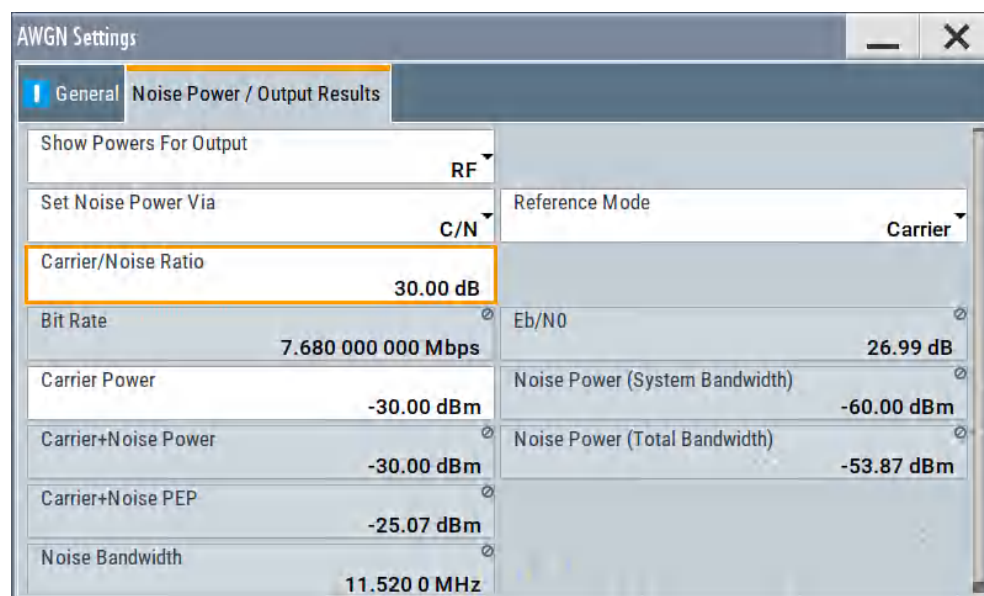 AWGN Settings
General Noise Power / Output Results
Show Powers For Output
RF
Set Noise Power Via
C/N
Reference Mode
Carrier
Carrier/Noise Ratio
30.00 dB
Bit Rate
7.680 000 000 Mbps
Eb/N0
26.99 dB
Carrier Power
-30.00 dBm
Noise Power (System Bandwidth)
-60.00 dBm
Carrier+Noise Power
-30.00 dBm
Noise Power (Total Bandwidth)
-53.87 dBm
Carrier+Noise PEP
-25.07 dBm
Noise Bandwidth
11.520 0 MHz